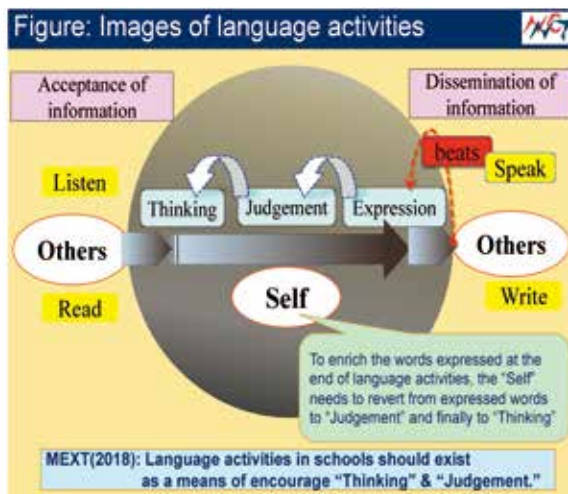 Figure: Images of language activities
Acceptance of
information
Dissemination of
information
beats
Listen
Speak
Thinking
Judgement
Expression
Others
Others
Read
Self
Write
To enrich the words expressed at the
end of language activities, the "Self"
needs to revert from expressed words
to "Judgement" and finally to "Thinking"
MEXT(2018): Language activities in schools should exist
as a means of encourage "Thinking" & "Judgement."